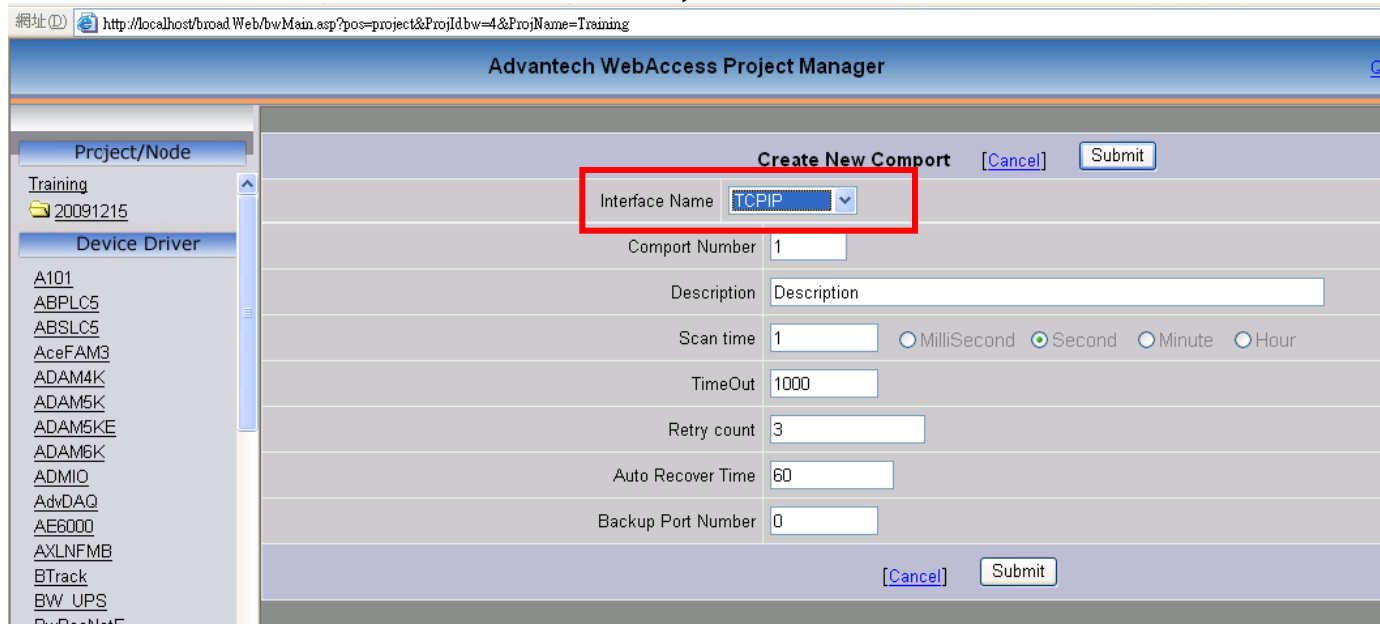 網址(D) http://localhost/broadWeb/bwMain.asp?pos=project&ProjIdbw=4&ProjName=Training
Advantech WebAccess Project Manager
Project/Node
Training
20091215
Device Driver
A101
ABPLC5
ABSLC5
AceFAM3
ADAM4K
ADAM5K
ADAM5KE
ADAM6K
ADMIO
AdvDAQ
AE6000
AXLNFMB
BTrack
BW_UPS
Create New Comport [Cancel] Submit
Interface Name TCPIP
Comport Number 1
Description Description
Scan time 1 MilliSecond Second Minute Hour
TimeOut 1000
Retry count 3
Auto Recover Time 60
Backup Port Number 0
[Cancel] Submit